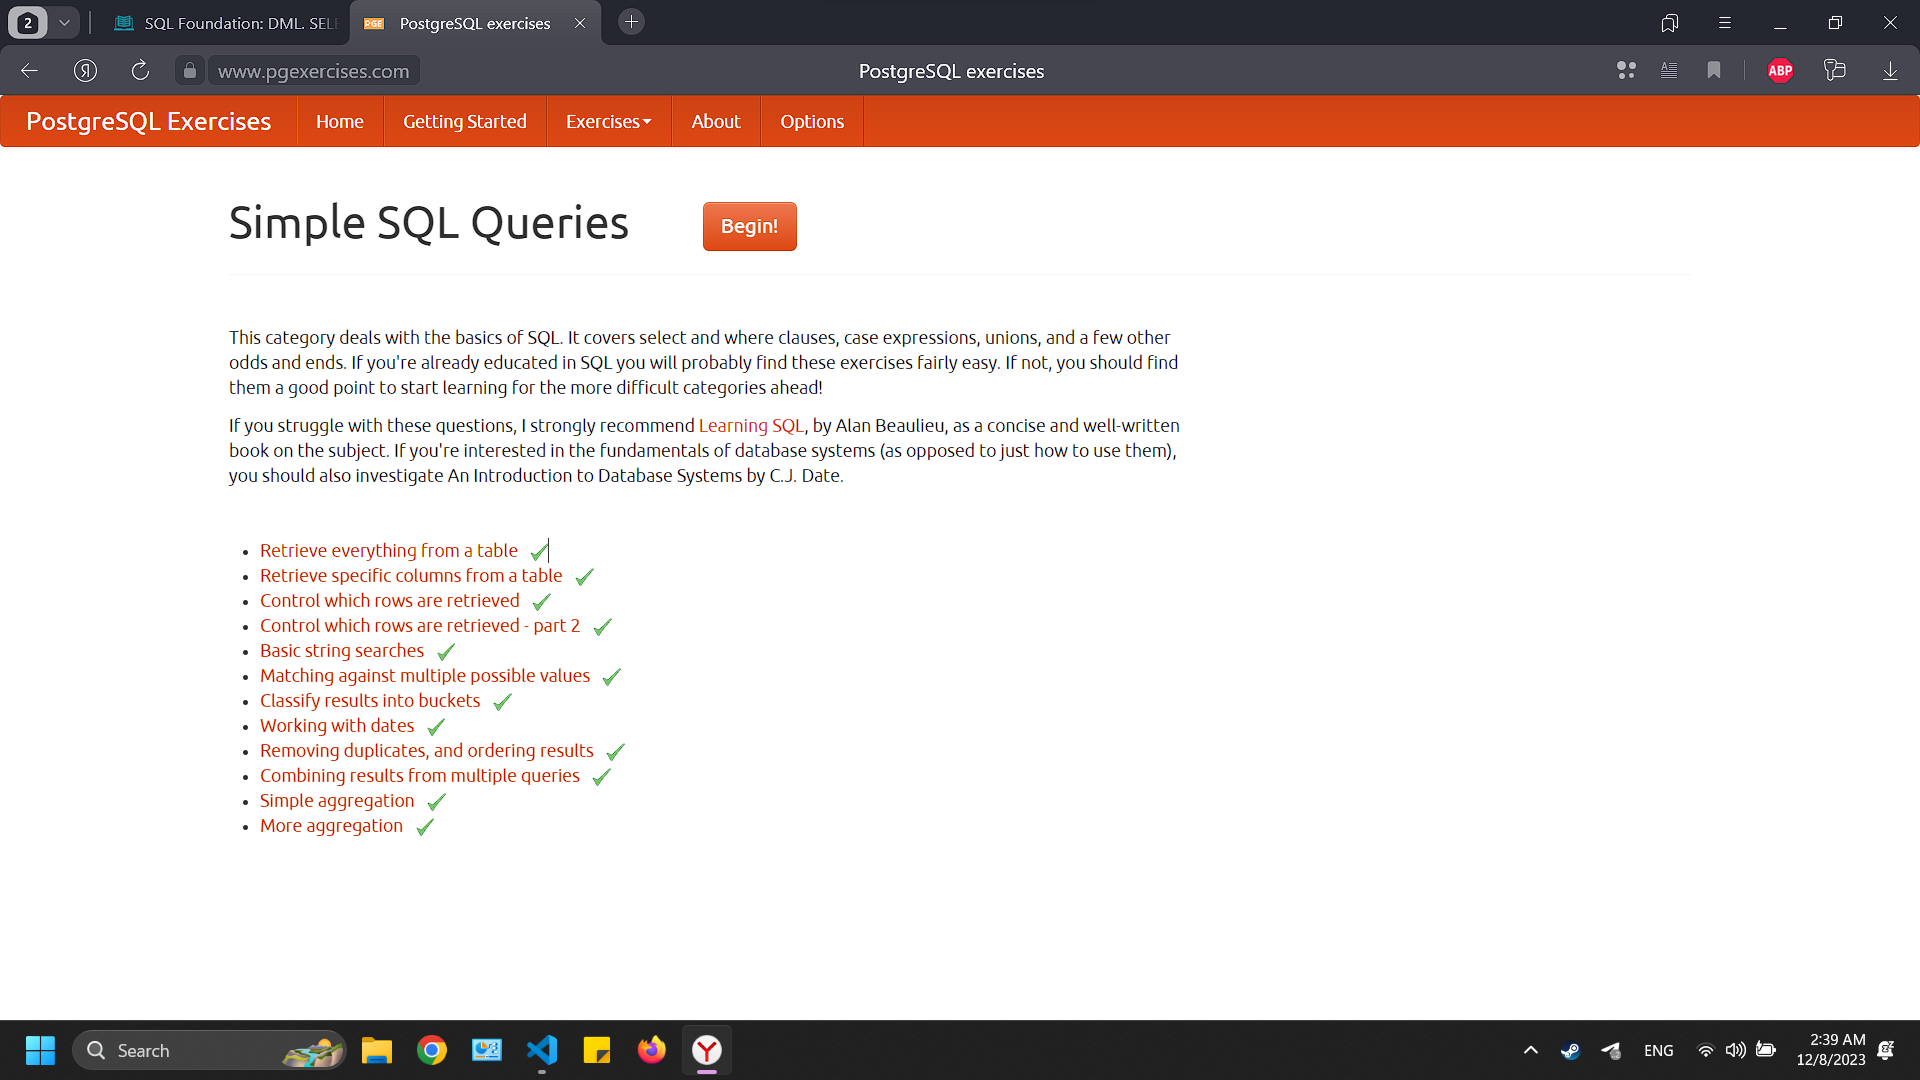 2
SQL Foundation: DML. SEL
PGE
PostgreSQL exercises
www.pgexercises.com
PostgreSQL exercises
ABP
PostgreSQL Exercises
Home
Getting Started
Exercises
About
Options
Simple SQL Queries
Begin!
This category deals with the basics of SQL. It covers select and where clauses, case expressions, unions, and a few other
odds and ends. If you're already educated in SQL you will probably find these exercises fairly easy. If not, you should find
them a good point to start learning for the more difficult categories ahead!
If you struggle with these questions, I strongly recommend Learning SQL, by Alan Beaulieu, as a concise and well-written
book on the subject. If you're interested in the fundamentals of database systems (as opposed to just how to use them),
you should also investigate An Introduction to Database Systems by C.J. Date.
Retrieve everything from a table
Retrieve specific columns from a table
Control which rows are retrieved
Control which rows are retrieved - part 2
Basic string searches
Matching against multiple possible values
Classify results into buckets
Working with dates
Removing duplicates, and ordering results
Combining results from multiple queries
Simple aggregation
More aggregation
Search
ENG
2:39 AM
12/8/2023